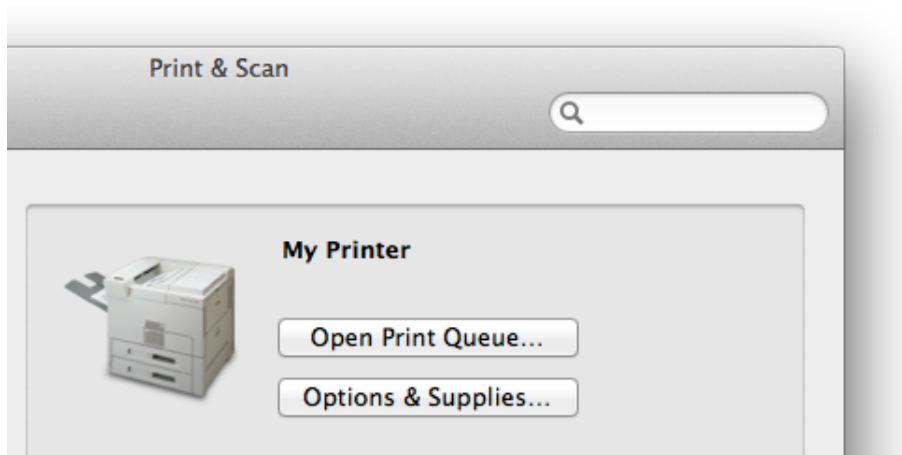 Print & Scan
My Printer
Open Print Queue...
Options & Supplies...